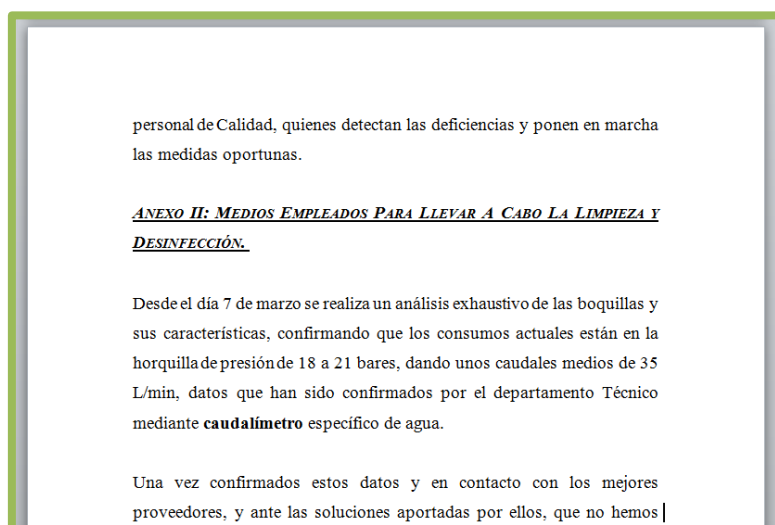 personal de Calidad, quienes detectan las deficiencias y ponen en marcha
las medidas oportunas.
ANEXO II: MEDIOS EMPLEADOS PARA LLEVAR A CABO LA LIMPIEZA Y
DESINFECCIÓN.
Desde el día 7 de marzo se realiza un análisis exhaustivo de las boquillas y
sus características, confirmando que los consumos actuales están en la
horquilla de presión de 18 a 21 bares, dando unos caudales medios de 35
L/min, datos que han sido confirmados por el departamento Técnico
mediante caudalímetro específico de agua.
Una vez confirmados estos datos y en contacto con los mejores
proveedores, y ante las soluciones aportadas por ellos, que no hemos